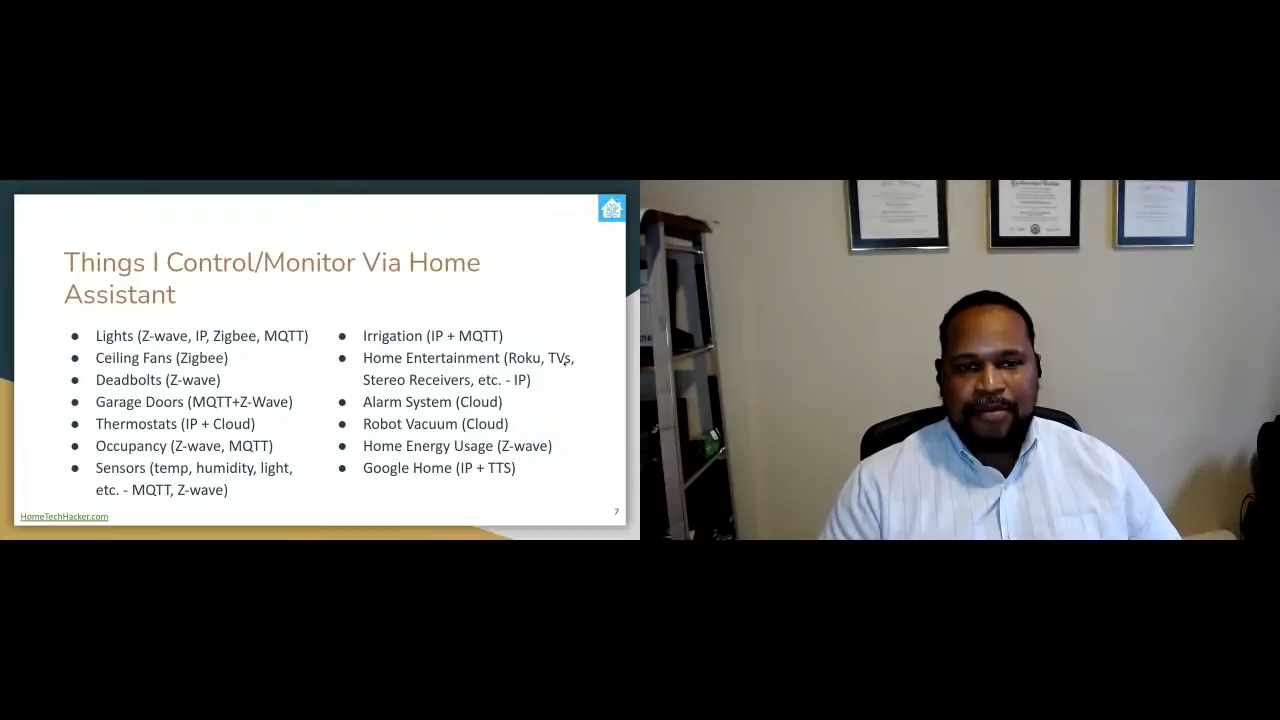 Things I Control/Monitor Via Home
Assistant
● Lights (Z-wave, IP, Zigbee, MQTT)
● Ceiling Fans (Zigbee)
● Deadbolts (Z-wave)
● Garage Doors (MQTT+Z-Wave)
● Thermostats (IP + Cloud)
● Occupancy (Z-wave, MQTT)
● Sensors (temp, humidity, light,
etc. - MQTT, Z-wave)
● Irrigation (IP + MQTT)
● Home Entertainment (Roku, TVs,
Stereo Receivers, etc. - IP)
● Alarm System (Cloud)
● Robot Vacuum (Cloud)
● Home Energy Usage (Z-wave)
● Google Home (IP + TTS)
HomeTechHacker.com
7